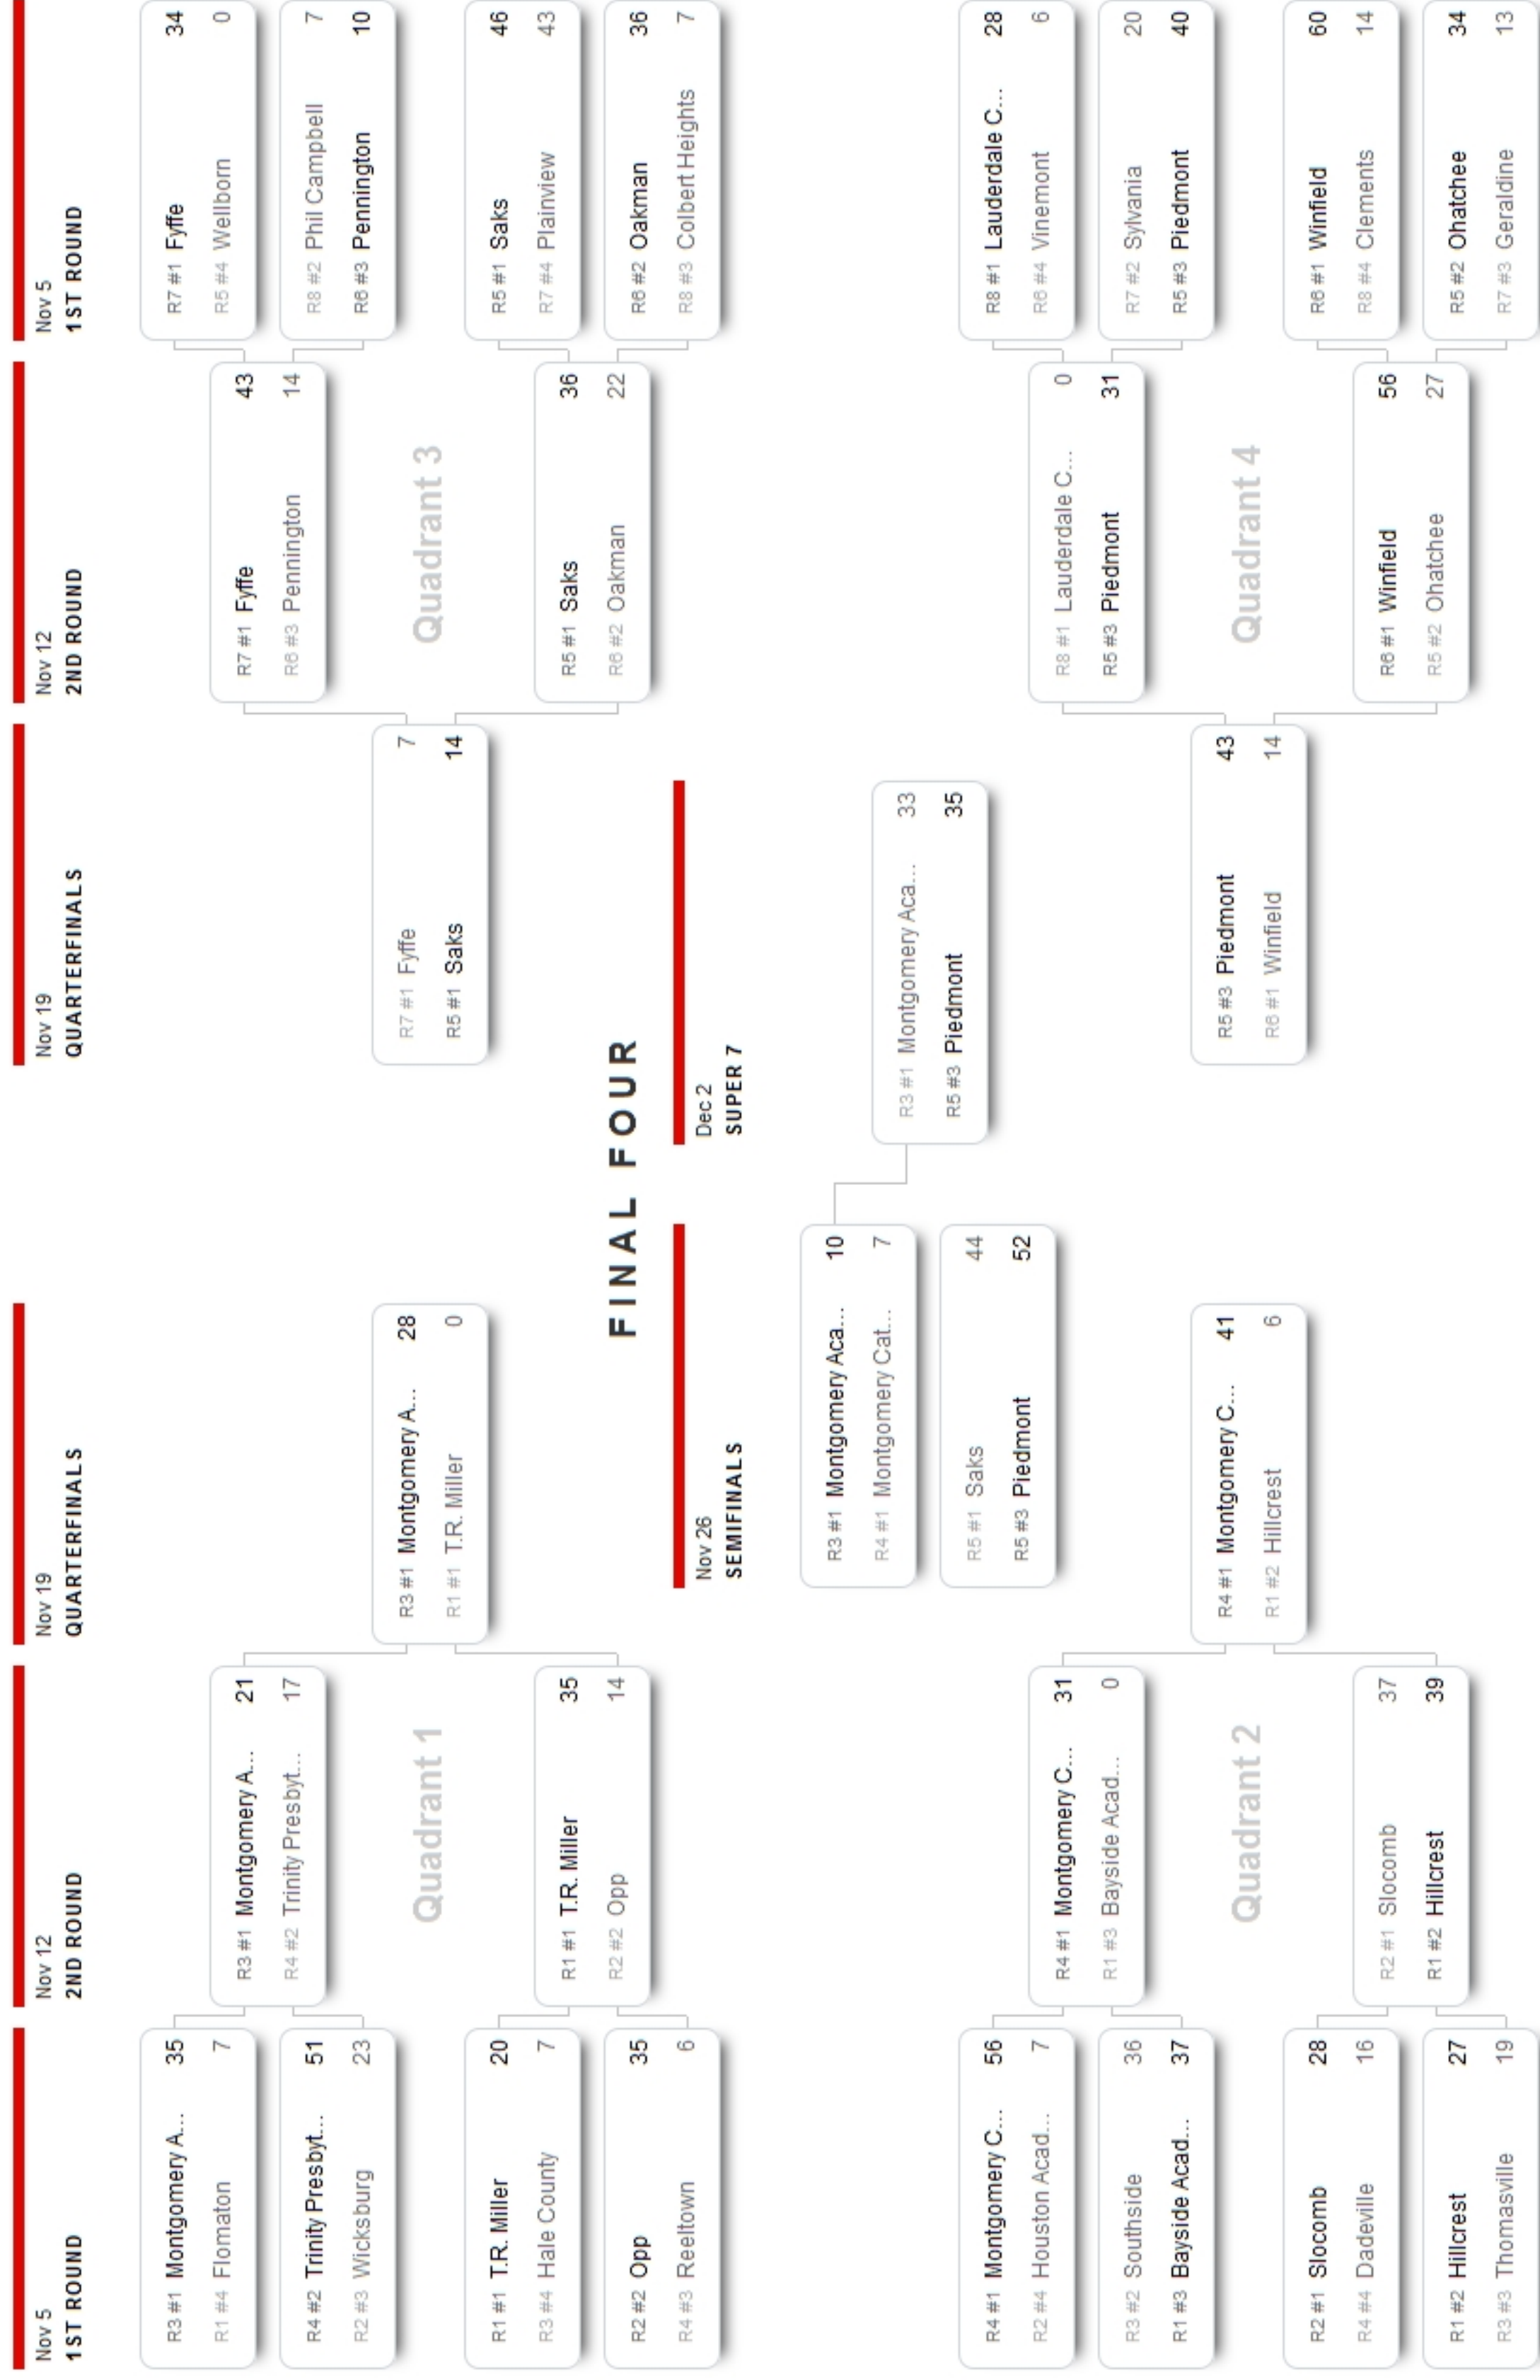 Nov 5
1ST ROUND
Nov 12
2ND ROUND
Nov 19
QUARTERFINALS
Nov 19
QUARTERFINALS
Nov 12
2ND ROUND
Nov 5
1ST ROUND
R3 #1 Montgomery A... 35
R1 #4 Flomaton 7
R4 #2 Trinity Presbyt... 51
R2 #3 Wicksburg 23
R1 #1 T.R. Miller 20
R3 #4 Hale County 7
R2 #2 Opp 35
R4 #3 Reeltown 6
R3 #1 Montgomery A... 21
R4 #2 Trinity Presbyt... 17
Quadrant 1
R1 #1 T.R. Miller 35
R2 #2 Opp 14
R3 #1 Montgomery A... 28
R1 #1 T.R. Miller 0
R7 #1 Fyffe 7
R5 #1 Saks 14
R7 #1 Fyffe 43
R6 #3 Pennington 14
Quadrant 3
R5 #1 Saks 36
R6 #2 Oakman 22
R7 #1 Fyffe 34
R5 #4 Wellborn 0
R8 #2 Phil Campbell 7
R6 #3 Pennington 10
R5 #1 Saks 46
R7 #4 Plainview 43
R6 #2 Oakman 36
R8 #3 Colbert Heights 7
FINAL FOUR
Nov 26
SEMIFINALS
Dec 2
SUPER 7
R3 #1 Montgomery Aca... 10
R4 #1 Montgomery Cat... 7
R5 #1 Saks 44
R5 #3 Piedmont 52
R3 #1 Montgomery Aca... 33
R5 #3 Piedmont 35
R4 #1 Montgomery C... 56
R2 #4 Houston Acad... 7
R3 #2 Southside 36
R1 #3 Bayside Acad... 37
R2 #1 Slocomb 28
R4 #4 Dadeville 16
R1 #2 Hillcrest 27
R3 #3 Thomasville 19
R4 #1 Montgomery C... 31
R1 #3 Bayside Acad... 0
Quadrant 2
R2 #1 Slocomb 37
R1 #2 Hillcrest 39
R4 #1 Montgomery C... 41
R1 #2 Hillcrest 6
R5 #3 Piedmont 43
R6 #1 Winfield 14
R8 #1 Lauderdale C... 0
R5 #3 Piedmont 31
Quadrant 4
R6 #1 Winfield 56
R5 #2 Ohatchee 27
R8 #1 Lauderdale C... 28
R6 #4 Vinemont 6
R7 #2 Sylvania 20
R5 #3 Piedmont 40
R6 #1 Winfield 60
R8 #4 Clements 14
R5 #2 Ohatchee 34
R7 #3 Geraldine 13